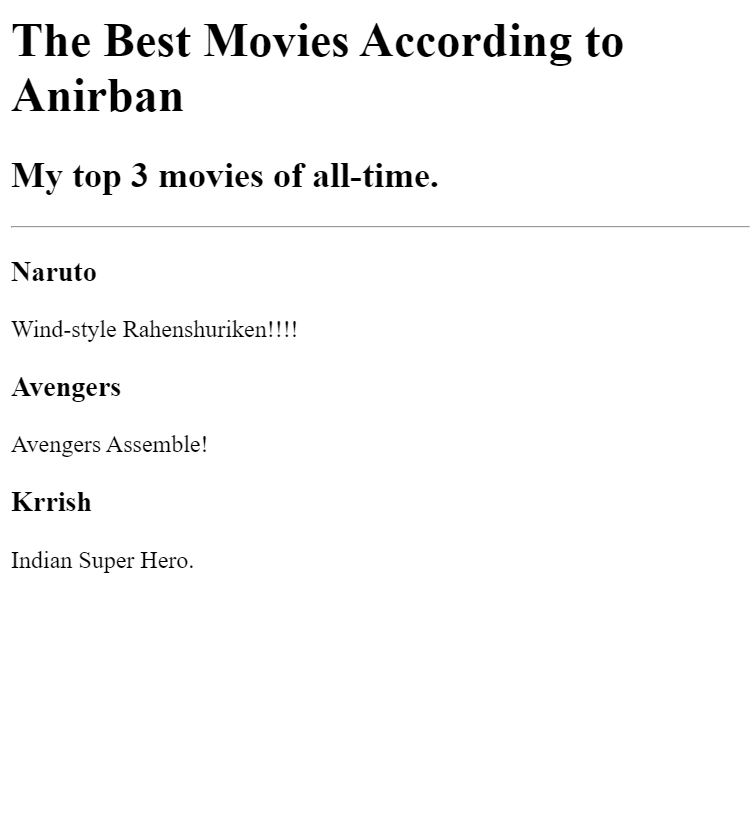 The Best Movies According to
Anirban
My top 3 movies of all-time.
Naruto
Wind-style Rahenshuriken!!!!
Avengers
Avengers Assemble!
Krrish
Indian Super Hero.